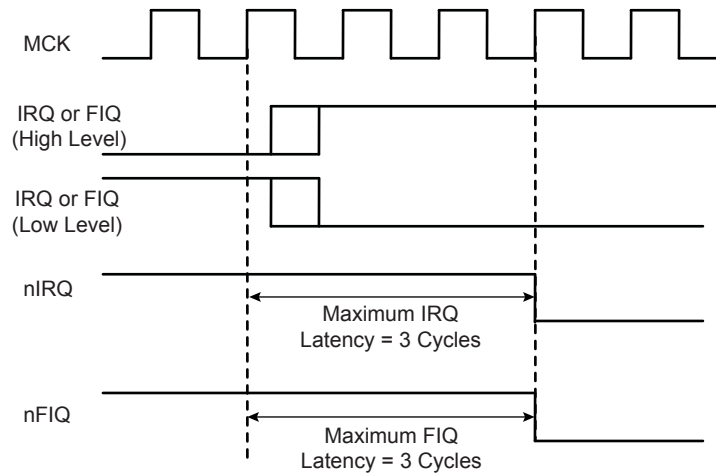 MCK
IRQ or FIQ
(High Level)
IRQ or FIQ
(Low Level)
nIRQ
Maximum IRQ
Latency = 3 Cycles
nFIQ
Maximum FIQ
Latency = 3 Cycles